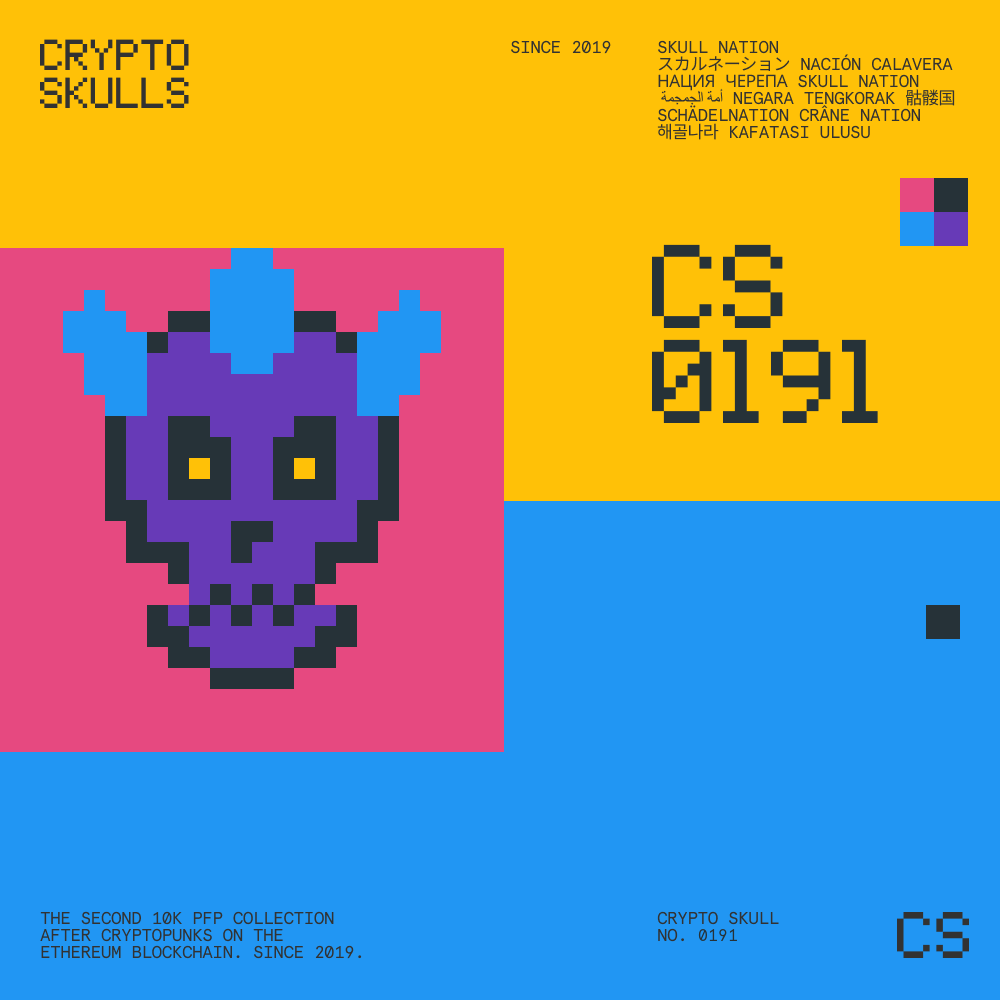 CRYPTO
SKULLS
SINCE 2019
SKULL NATION
スカルネーション NACIÓN CALAVERA
НАЦИЯ ЧЕРЕПА SKULL NATION
أمة الجمجمة NEGARA TENGKORAK 骷髅国
SCHÄDELNATION CRÂNE NATION
해골나라 KAFATASI ULUSU
CS
0191
THE SECOND 10K PFP COLLECTION
AFTER CRYPTOPUNKS ON THE
ETHEREUM BLOCKCHAIN. SINCE 2019.
CRYPTO SKULL
NO. 0191
CS